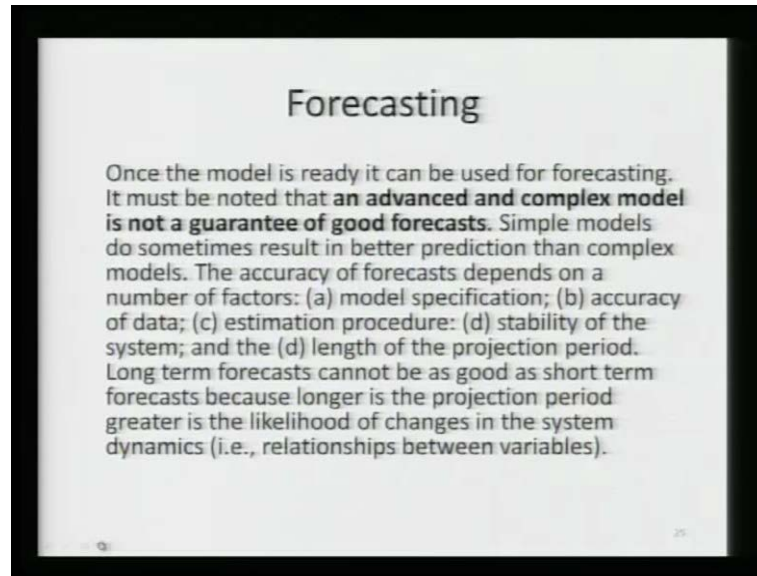 Forecasting
Once the model is ready it can be used for forecasting.
It must be noted that an advanced and complex model
is not a guarantee of good forecasts. Simple models
do sometimes result in better prediction than complex
models. The accuracy of forecasts depends on a
number of factors: (a) model specification; (b) accuracy
of data; (c) estimation procedure: (d) stability of the
system; and the (d) length of the projection period.
Long term forecasts cannot be as good as short term
forecasts because longer is the projection period
greater is the likelihood of changes in the system
dynamics (i.e., relationships between variables).
25